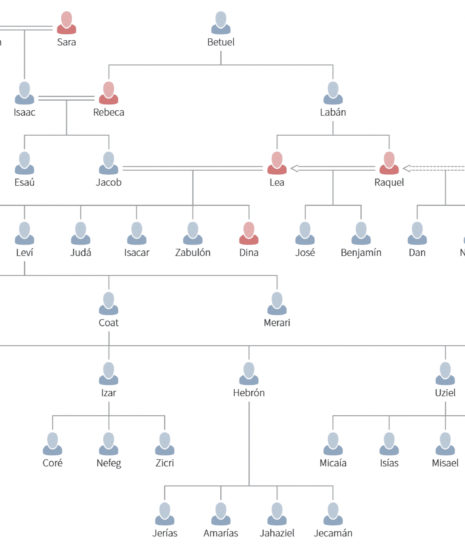 Sara
Betuel
Isaac
Rebeca
Labán
Esaú
Jacob
Lea
Raquel
Leví
Judá
Isacar
Zabulón
Dina
José
Benjamín
Dan
Coat
Merari
Izar
Hebrón
Uziel
Coré
Nefeg
Zicri
Micaía
Isías
Misael
Jerías
Amarías
Jahaziel
Jecamán